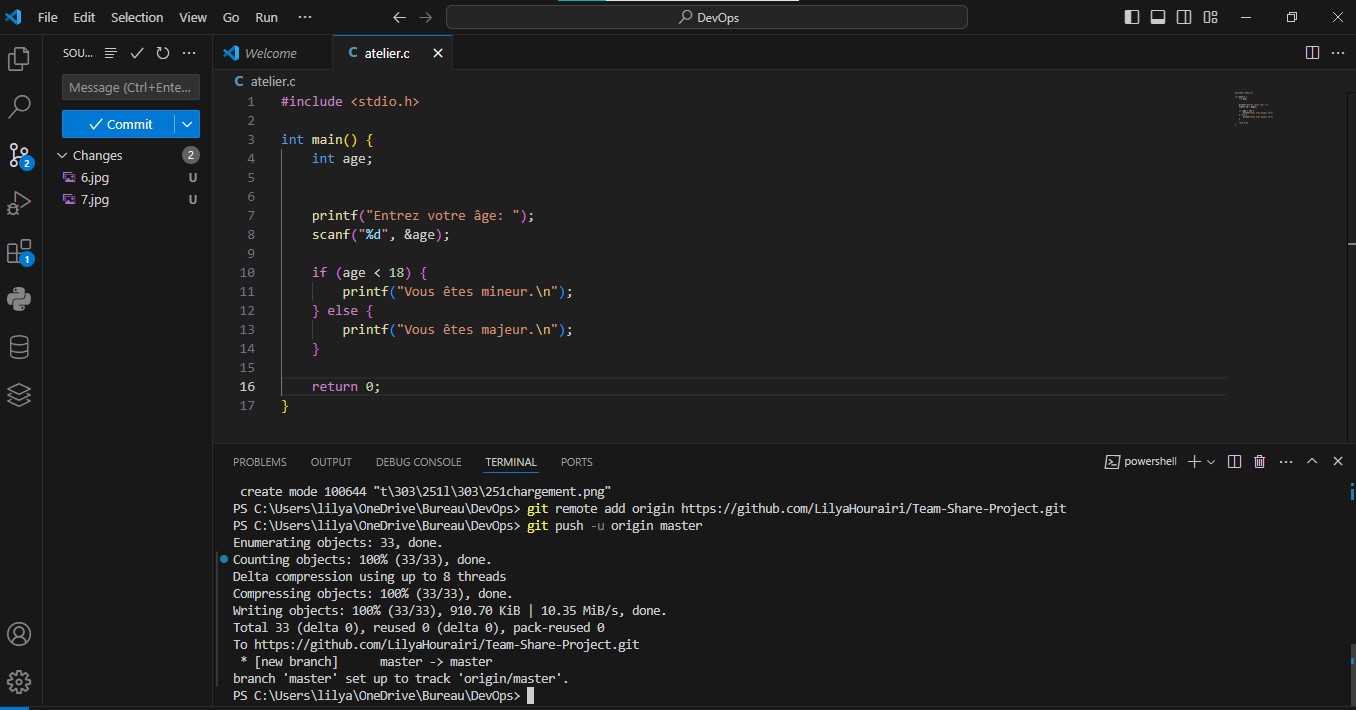 File Edit Selection View Go Run ··· DevOps
SOU... ···
Message (Ctrl+Ente...
Commit
Changes 2
6.jpg U
7.jpg U
2
1
Welcome C atelier.c
C atelier.c
1 #include <stdio.h>
2
3 int main() {
4 int age;
5
6
7 printf("Entrez votre âge: ");
8 scanf("%d", &age);
9
10 if (age < 18) {
11 printf("Vous êtes mineur.\n");
12 } else {
13 printf("Vous êtes majeur.\n");
14 }
15
16 return 0;
17 }
PROBLEMS OUTPUT DEBUG CONSOLE TERMINAL PORTS powershell
create mode 100644 "t\303\251l\303\251chargement.png"
PS C:\Users\lilya\OneDrive\Bureau\DevOps> git remote add origin https://github.com/LilyaHourairi/Team-Share-Project.git
PS C:\Users\lilya\OneDrive\Bureau\DevOps> git push -u origin master
Enumerating objects: 33, done.
Counting objects: 100% (33/33), done.
Delta compression using up to 8 threads
Compressing objects: 100% (33/33), done.
Writing objects: 100% (33/33), 910.70 KiB | 10.35 MiB/s, done.
Total 33 (delta 0), reused 0 (delta 0), pack-reused 0
To https://github.com/LilyaHourairi/Team-Share-Project.git
* [new branch] master -> master
branch 'master' set up to track 'origin/master'.
PS C:\Users\lilya\OneDrive\Bureau\DevOps>